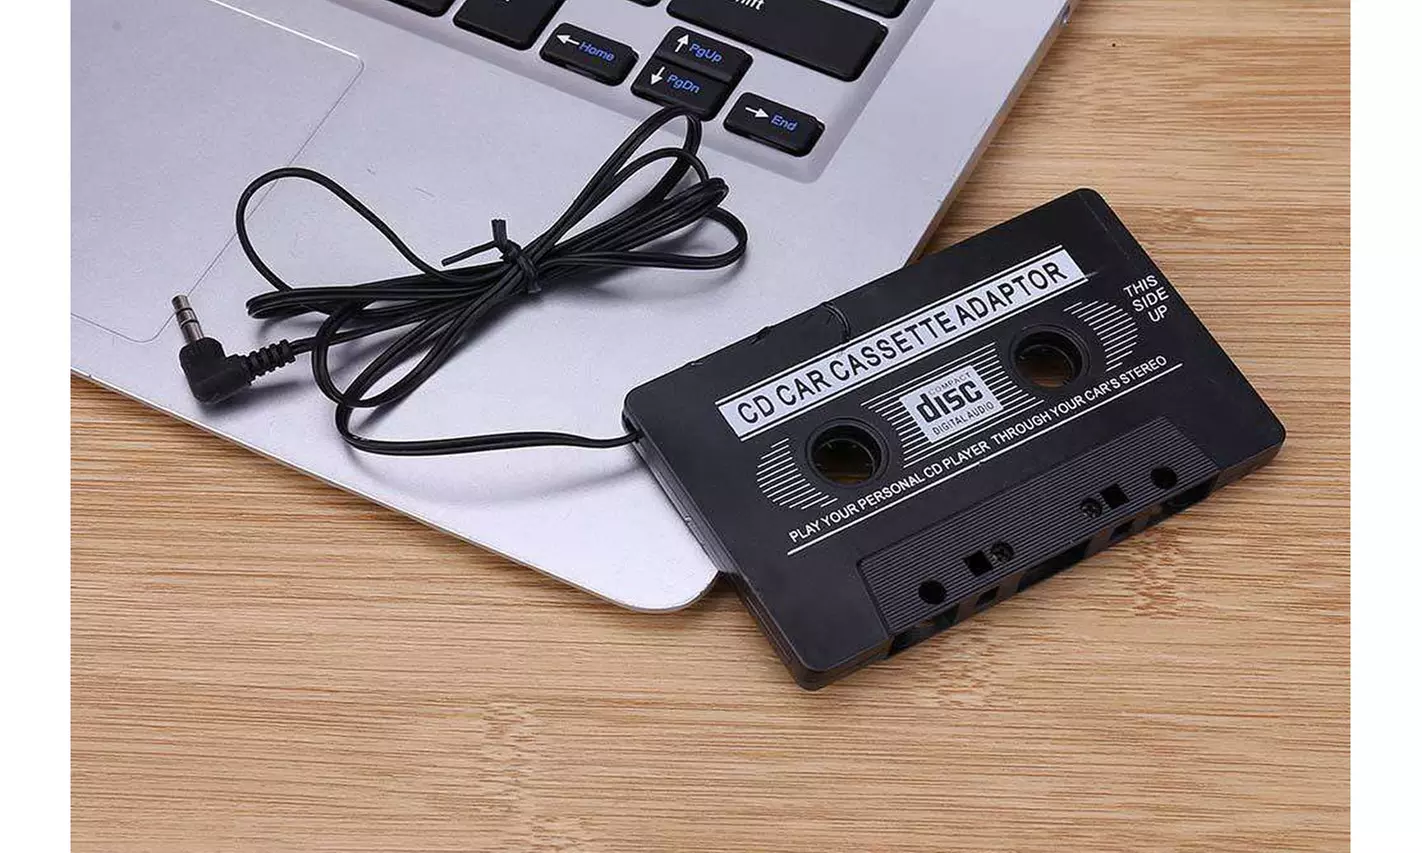 Home
PgUp
PgDn
End
CD CAR CASSETTE ADAPTOR
THIS
SIDE
UP
COMPACT
disc
DIGITAL AUDIO
PLAY YOUR PERSONAL CD PLAYER THROUGH YOUR CAR'S STEREO